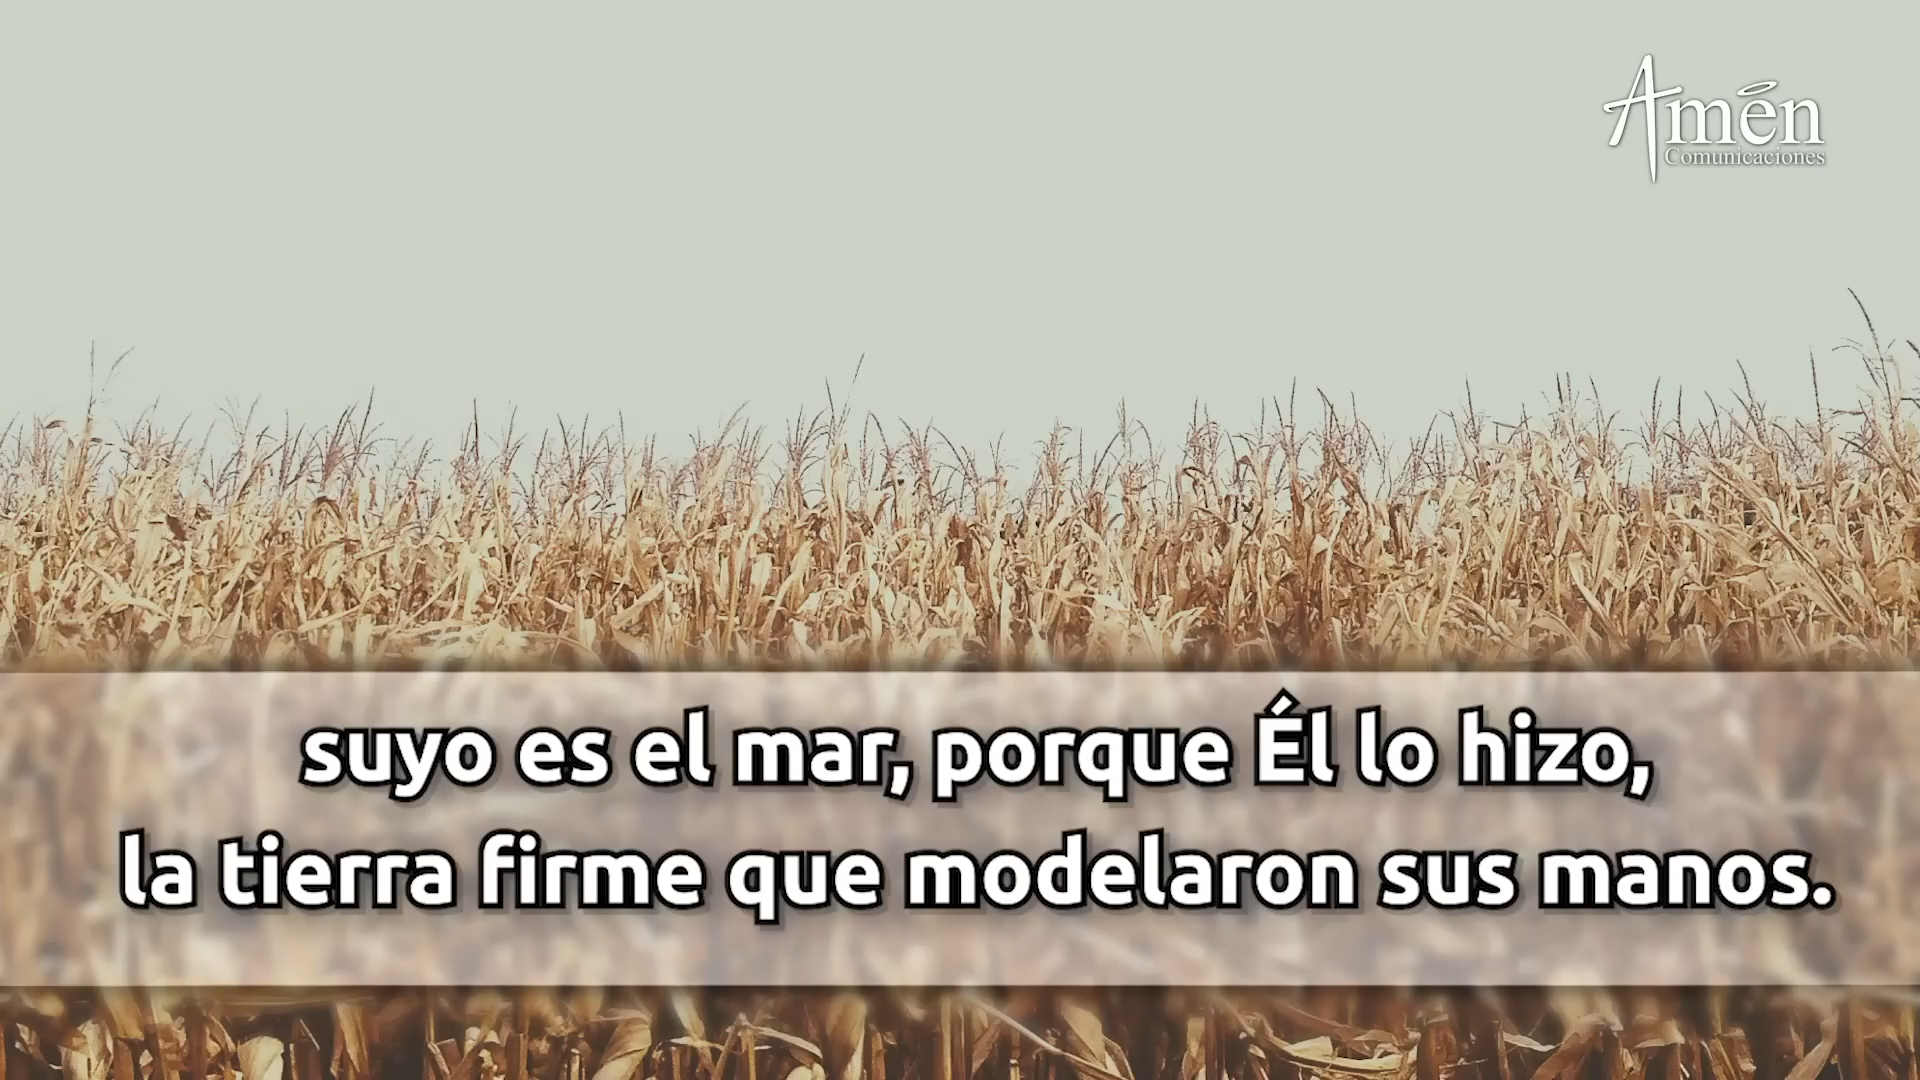 Amén
Comunicaciones
suyo es el mar, porque Él lo hizo,
la tierra firme que modelaron sus manos.